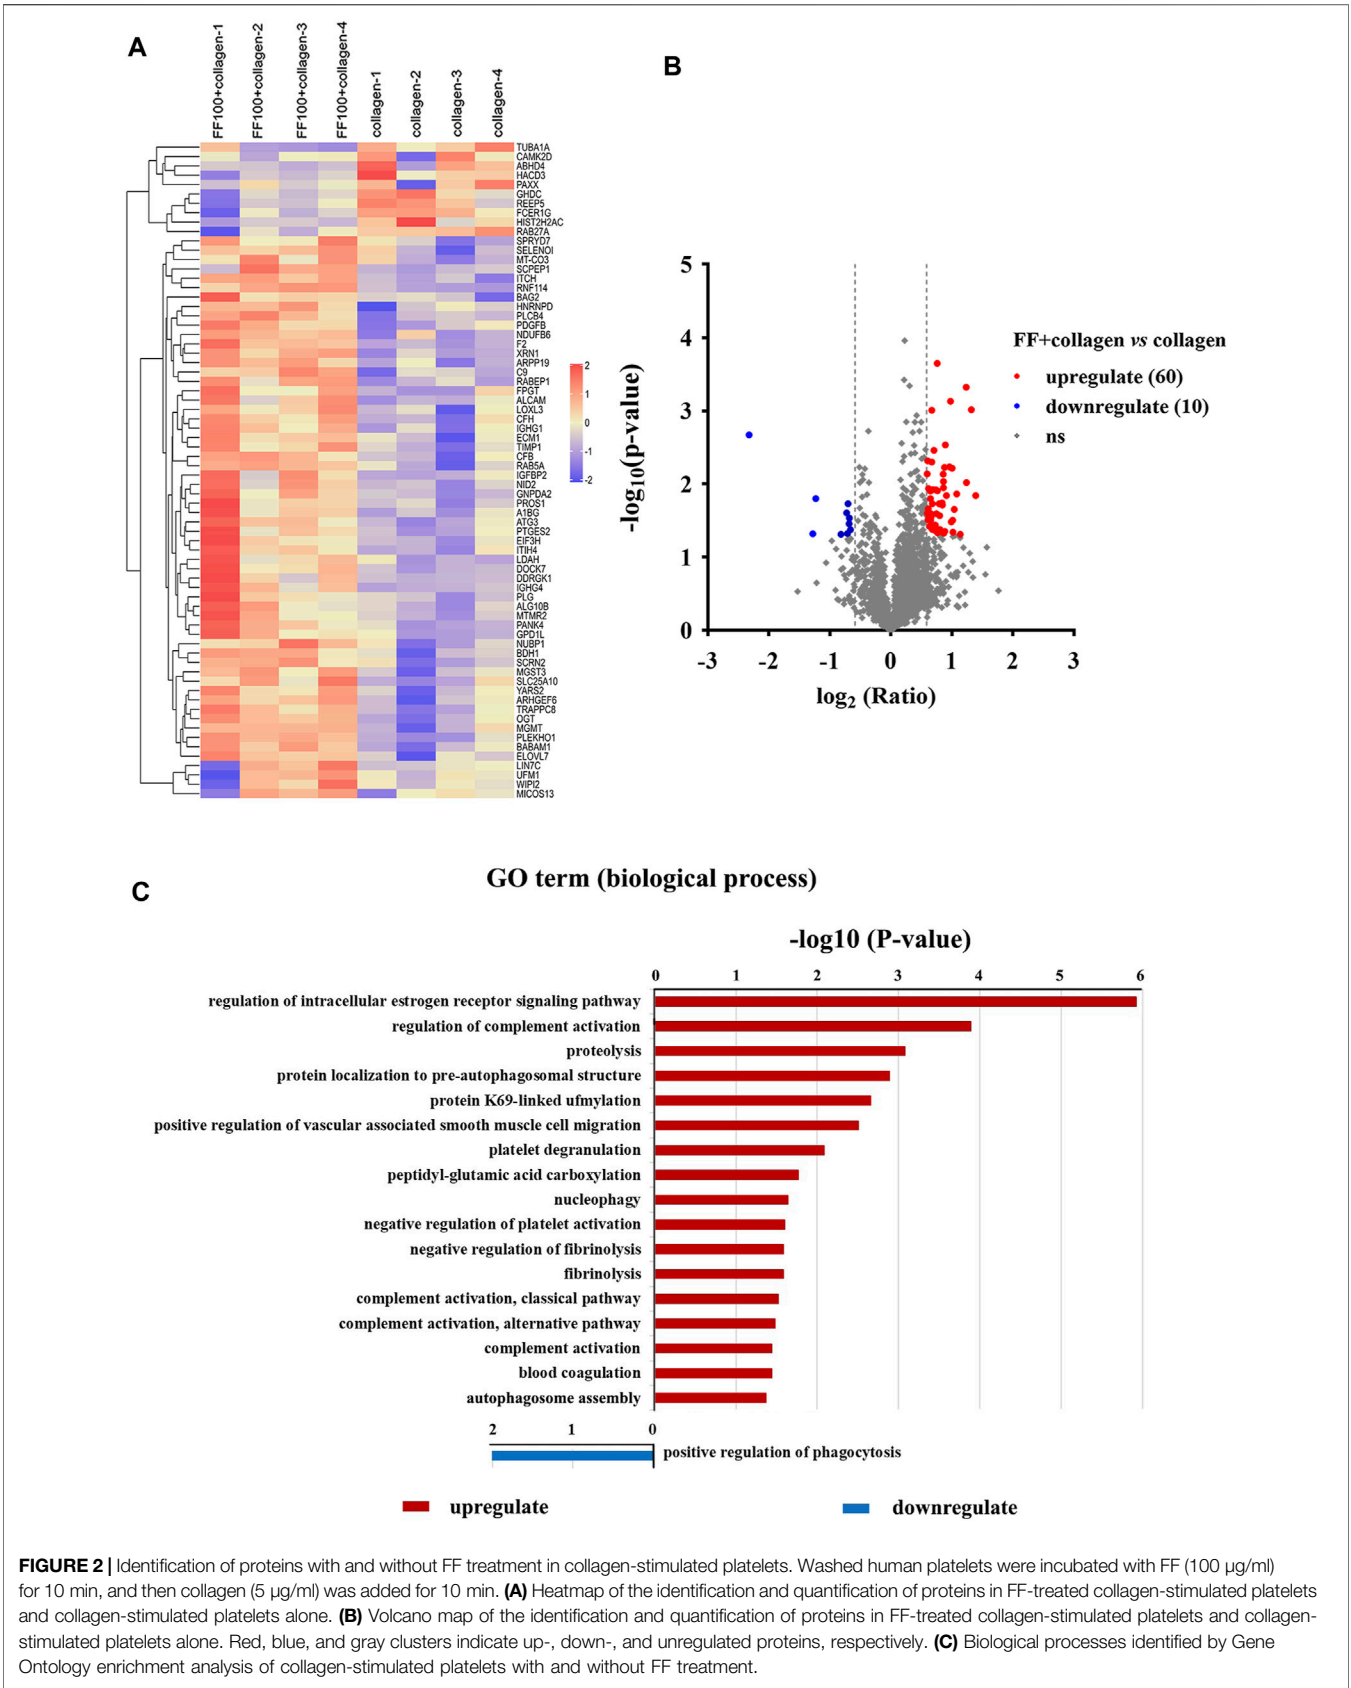 A
FF100+collagen-1
FF100+collagen-2
FF100+collagen-3
FF100+collagen-4
collagen-1
collagen-2
collagen-3
collagen-4
TUBA1A
CAMK2D
ABHD4
HACD3
PAXX
GHDC
REEP5
FCER1G
HIST2H2AC
RAB27A
SPRYD7
SELENOI
MT-CO3
SCPEP1
ITCH
RNF114
BAG2
HNRNPD
PLCB4
PDGFB
NDUFB6
F2
XRN1
ARPP19
C9
RABEP1
FPGT
ALCAM
LOXL3
CFH
IGHG1
ECM1
TIMP1
CFB
RAB5A
IGFBP2
NID2
GNPDA2
PROS1
A1BG
ATG3
PTGES2
EIF3H
ITIH4
LDAH
DOCK7
DDRGK1
IGHG4
PLG
ALG10B
MTMR2
PANK4
GPD1L
NUBP1
BDH1
SCRN2
MGST3
SLC25A10
YARS2
ARHGEF6
TRAPPC8
OGT
MGMT
PLEKHO1
BABAM1
ELOVL7
LIN7C
UFM1
WIPI2
MICOS13
2
1
0
-1
-2
B
-log10(p-value)
5
4
3
2
1
0
-3
-2
-1
0
1
2
3
log2 (Ratio)
FF+collagen vs collagen
upregulate (60)
downregulate (10)
ns
C
GO term (biological process)
-log10 (P-value)
0 1 2 3 4 5 6
regulation of intracellular estrogen receptor signaling pathway
regulation of complement activation
proteolysis
protein localization to pre-autophagosomal structure
protein K69-linked ufmylation
positive regulation of vascular associated smooth muscle cell migration
platelet degranulation
peptidyl-glutamic acid carboxylation
nucleophagy
negative regulation of platelet activation
negative regulation of fibrinolysis
fibrinolysis
complement activation, classical pathway
complement activation, alternative pathway
complement activation
blood coagulation
autophagosome assembly
2 1 0
positive regulation of phagocytosis
upregulate
downregulate
FIGURE 2 | Identification of proteins with and without FF treatment in collagen-stimulated platelets. Washed human platelets were incubated with FF (100 μg/ml)
for 10 min, and then collagen (5 μg/ml) was added for 10 min. (A) Heatmap of the identification and quantification of proteins in FF-treated collagen-stimulated platelets
and collagen-stimulated platelets alone. (B) Volcano map of the identification and quantification of proteins in FF-treated collagen-stimulated platelets and collagen-
stimulated platelets alone. Red, blue, and gray clusters indicate up-, down-, and unregulated proteins, respectively. (C) Biological processes identified by Gene
Ontology enrichment analysis of collagen-stimulated platelets with and without FF treatment.